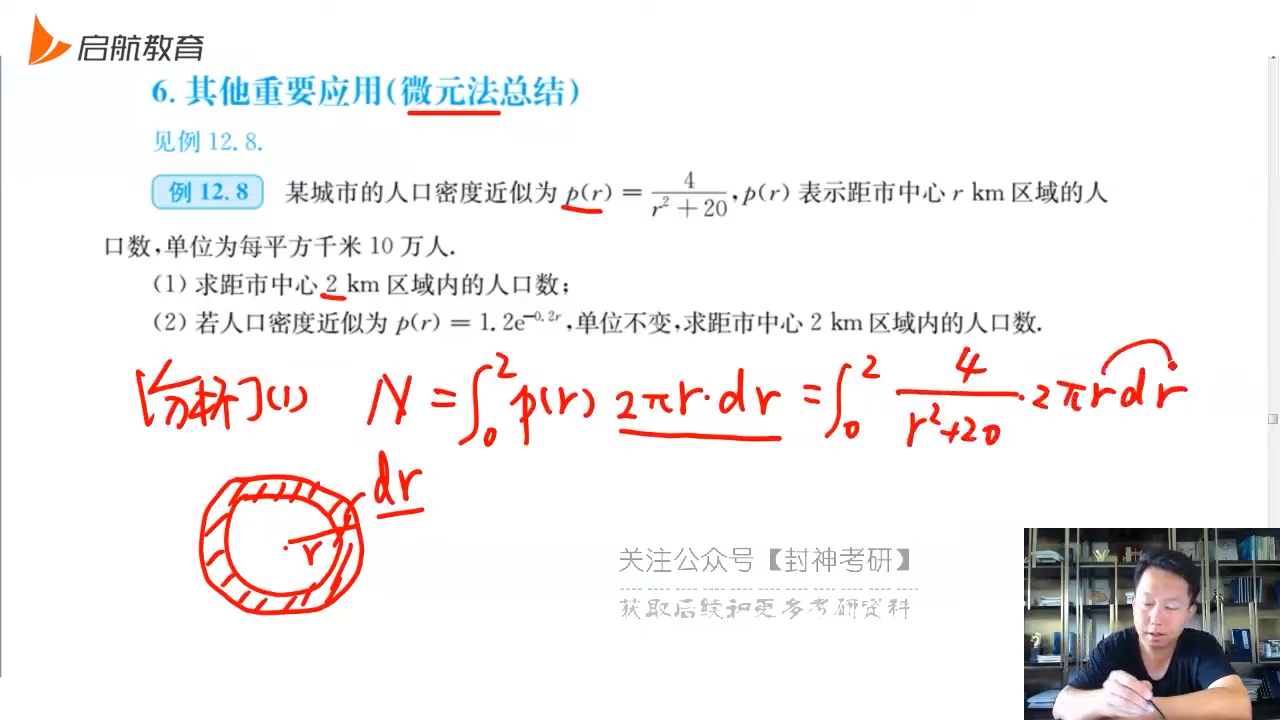 启航教育
6. 其他重要应用(微元法总结)
见例 12.8.
例 12.8 某城市的人口密度近似为 p(r) = 4/(r² + 20), p(r) 表示距市中心 r km 区域的人
口数,单位为每平方千米 10 万人.
(1) 求距市中心 2 km 区域内的人口数;
(2) 若人口密度近似为 p(r) = 1.2e^{-0.2r},单位不变,求距市中心 2 km 区域内的人口数.
[分析](1) N = ∫₀² p(r) 2πr·dr = ∫₀² 4/(r²+20) ·2πrdr
dr
r
关注公众号【封神考研】
获取后续和更多考研资料